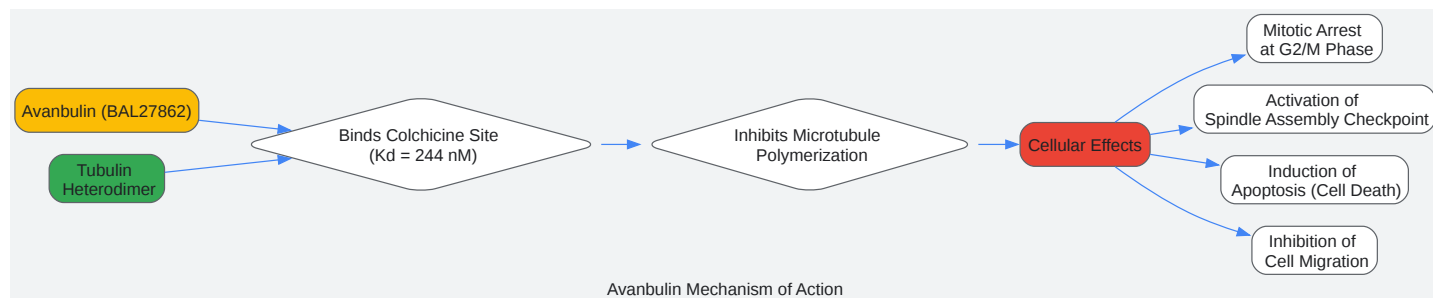 Avanbulin (BAL27862)
Tubulin
Heterodimer
Binds Colchicine Site
(Kd = 244 nM)
Inhibits Microtubule
Polymerization
Cellular Effects
Mitotic Arrest
at G2/M Phase
Activation of
Spindle Assembly Checkpoint
Induction of
Apoptosis (Cell Death)
Inhibition of
Cell Migration
Avanbulin Mechanism of Action